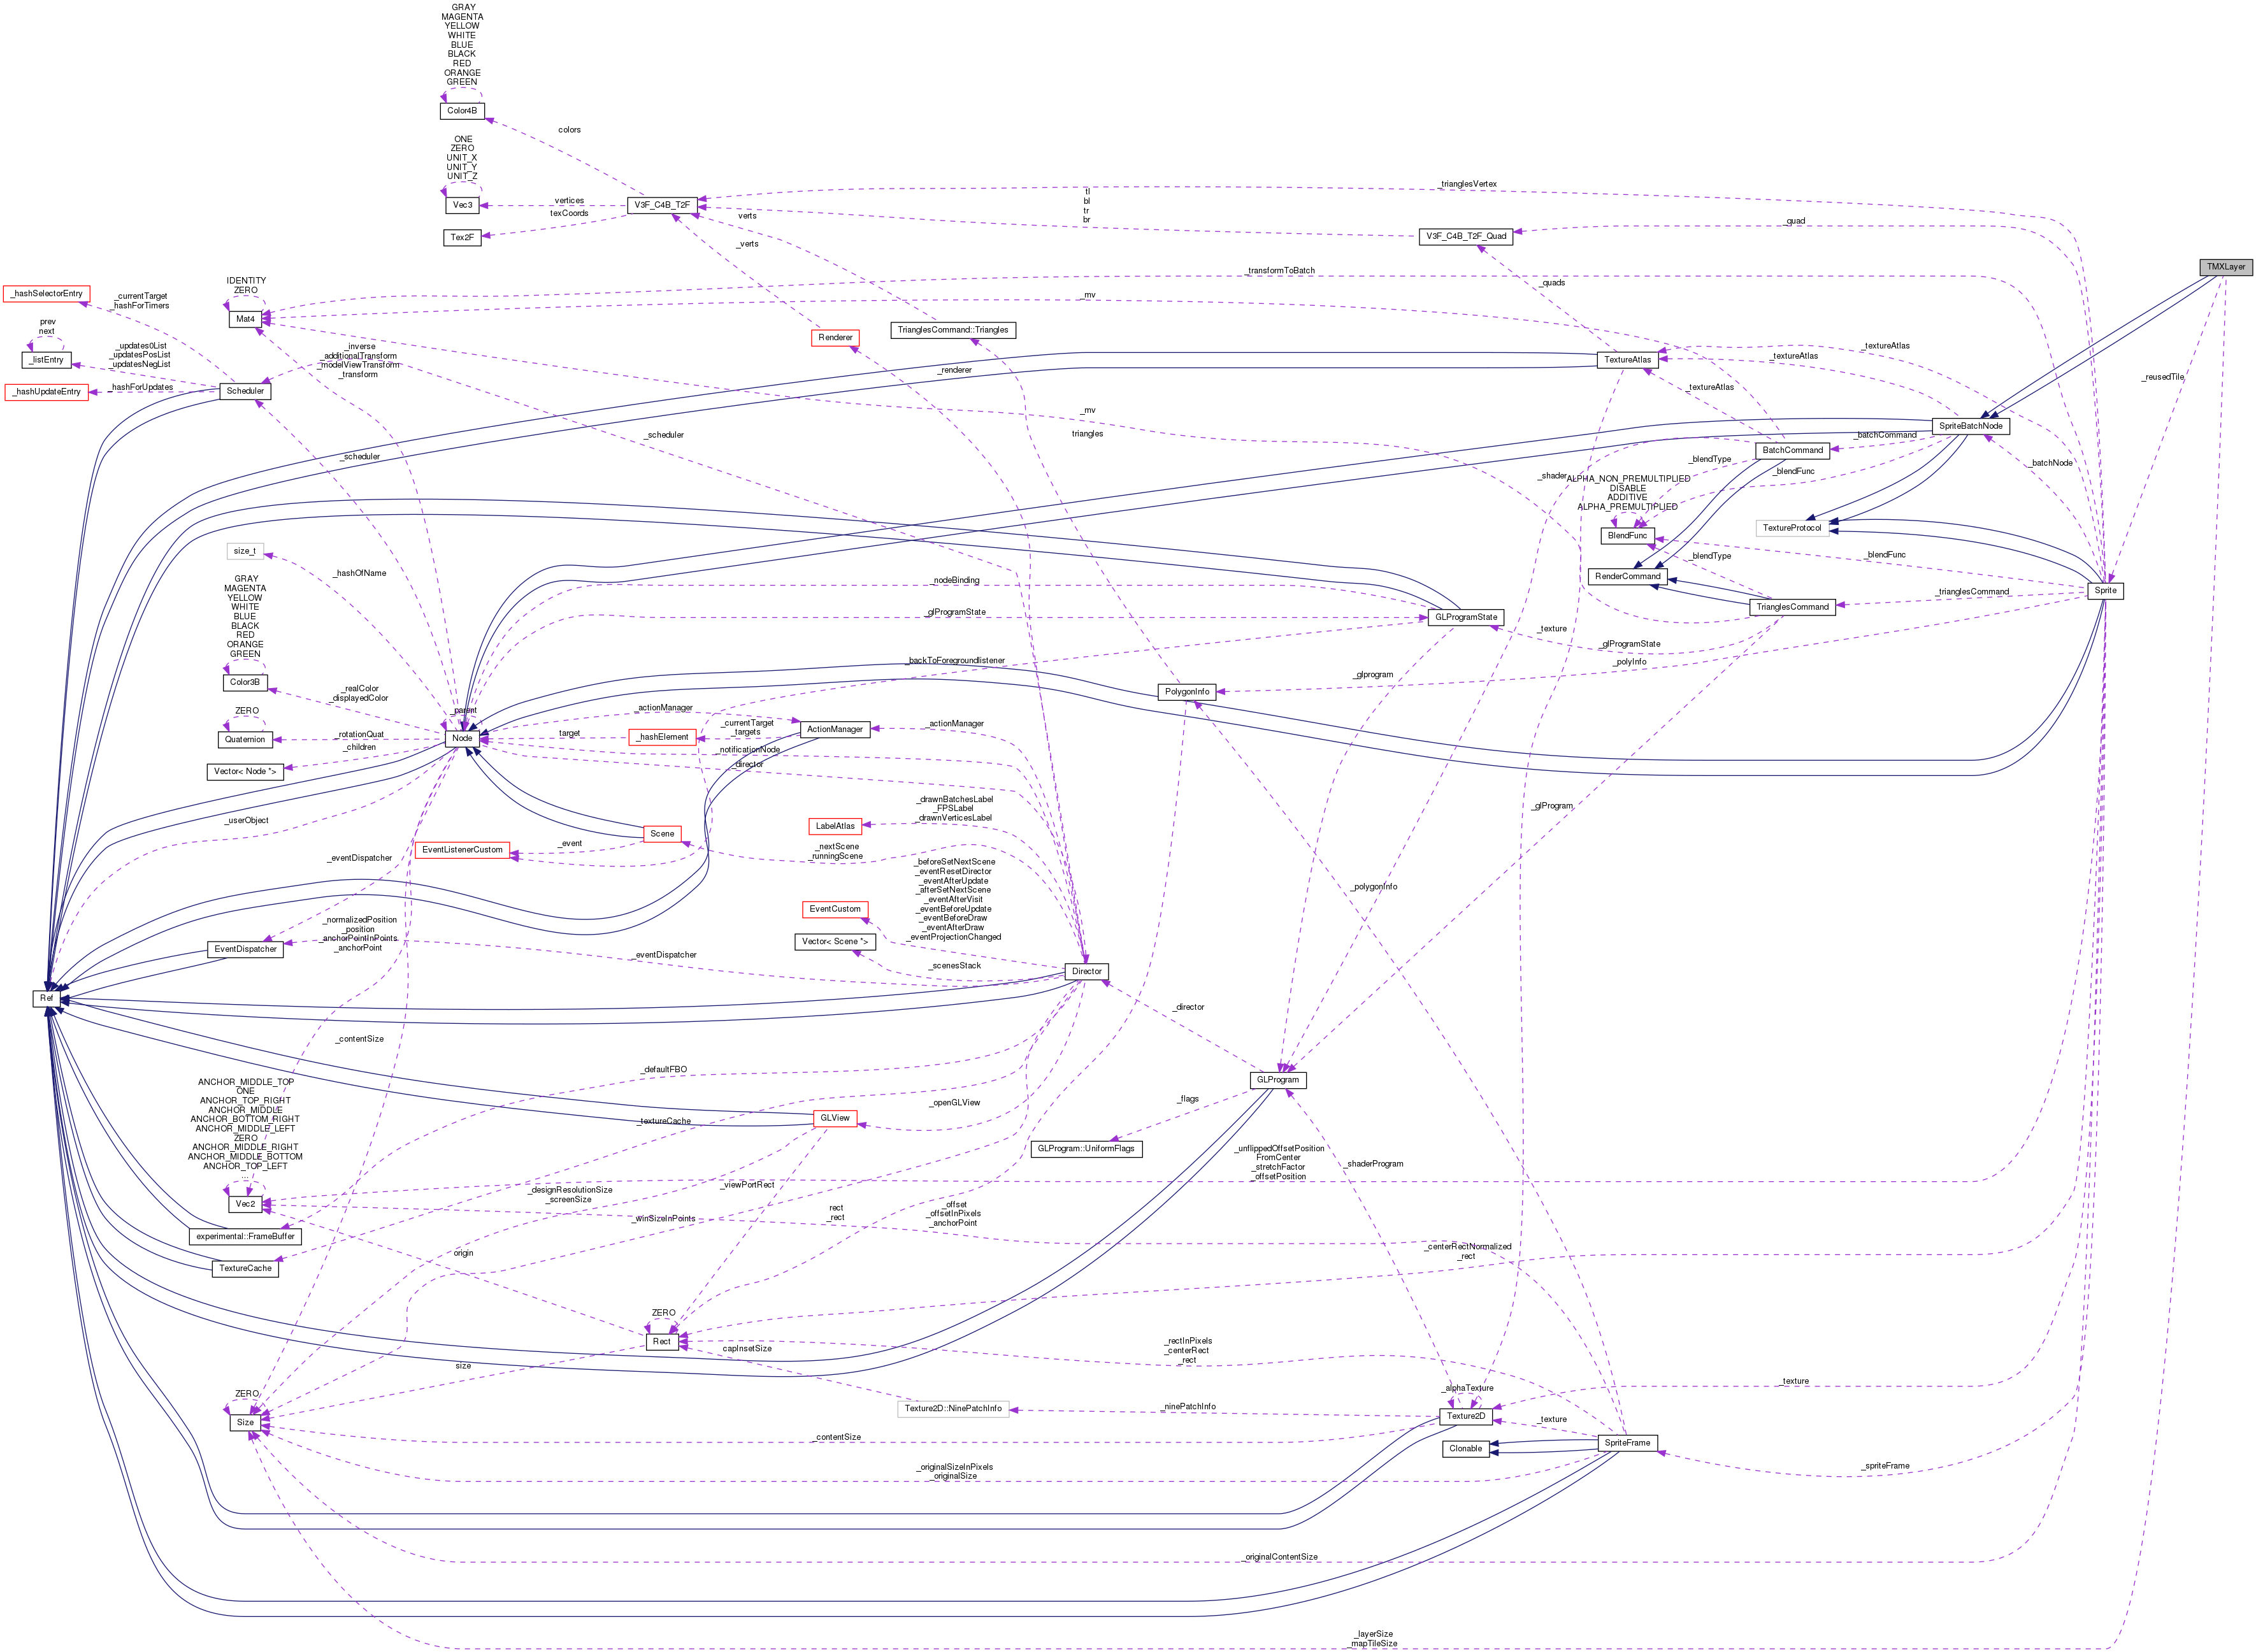 GRAY
MAGENTA
YELLOW
WHITE
BLUE
BLACK
RED
ORANGE
GREEN
Color4B
colors
ONE
ZERO
UNIT_X
UNIT_Y
UNIT_Z
Vec3
vertices
texCoords
Tex2F
V3F_C4B_T2F
verts
_verts
_trianglesVertex
tl
bl
tr
br
_quad
V3F_C4B_T2F_Quad
TMXLayer
_transformToBatch
_quads
_mv
IDENTITY
ZERO
Mat4
_hashSelectorEntry
_currentTarget
_hashForTimers
prev
next
_listEntry
_updates0List
_updatesPosList
_updatesNegList
_hashUpdateEntry
_hashForUpdates
Scheduler
_inverse
_additionalTransform
_modelViewTransform
_transform
Renderer
TrianglesCommand::Triangles
_renderer
TextureAtlas
_textureAtlas
_textureAtlas
_textureAtlas
_reusedTile
_mv
triangles
_scheduler
_scheduler
SpriteBatchNode
_batchCommand
BatchCommand
_batchNode
_blendType
_blendFunc
_shader
ALPHA_NON_PREMULTIPLIED
DISABLE
ADDITIVE
ALPHA_PREMULTIPLIED
BlendFunc
TextureProtocol
_blendFunc
_blendType
RenderCommand
_trianglesCommand
Sprite
TrianglesCommand
size_t
_hashOfName
_nodeBinding
_glProgramState
GLProgramState
_texture
_glProgramState
_polyInfo
GRAY
MAGENTA
YELLOW
WHITE
BLUE
BLACK
RED
ORANGE
GREEN
Color3B
_realColor
_displayedColor
_backToForegroundlistener
_glprogram
PolygonInfo
ZERO
Quaternion
_rotationQuat
_children
Vector< Node *>
_parent
Node
_actionManager
target
_hashElement
_currentTarget
_targets
ActionManager
_actionManager
_notificationNode
_director
_glProgram
_userObject
_drawnBatchesLabel
_FPSLabel
_drawnVerticesLabel
LabelAtlas
Scene
_event
EventListenerCustom
_nextScene
_runningScene
_eventDispatcher
_beforeSetNextScene
_eventResetDirector
_eventAfterUpdate
_afterSetNextScene
_eventAfterVisit
_eventBeforeUpdate
_eventBeforeDraw
_eventAfterDraw
_eventProjectionChanged
EventCustom
Vector< Scene *>
_scenesStack
_polygonInfo
_normalizedPosition
_position
_anchorPointInPoints
_anchorPoint
EventDispatcher
_eventDispatcher
Director
Ref
_director
_contentSize
_defaultFBO
GLProgram
_flags
GLProgram::UniformFlags
ANCHOR_MIDDLE_TOP
ONE
ANCHOR_TOP_RIGHT
ANCHOR_MIDDLE
ANCHOR_BOTTOM_RIGHT
ANCHOR_MIDDLE_LEFT
ZERO
ANCHOR_MIDDLE_RIGHT
ANCHOR_MIDDLE_BOTTOM
ANCHOR_TOP_LEFT
...
Vec2
GLView
_openGLView
_textureCache
_unflippedOffsetPosition
FromCenter
_stretchFactor
_offsetPosition
_shaderProgram
_designResolutionSize
_screenSize
_viewPortRect
_winSizeInPoints
rect
_rect
_offset
_offsetInPixels
_anchorPoint
experimental::FrameBuffer
TextureCache
origin
_centerRectNormalized
_rect
ZERO
Rect
size
capInsetSize
_rectInPixels
_centerRect
_rect
_texture
ZERO
Size
Texture2D::NinePatchInfo
_ninePatchInfo
_alphaTexture
Texture2D
_texture
_contentSize
SpriteFrame
Clonable
_originalSizeInPixels
_originalSize
_spriteFrame
_originalContentSize
_layerSize
_mapTileSize